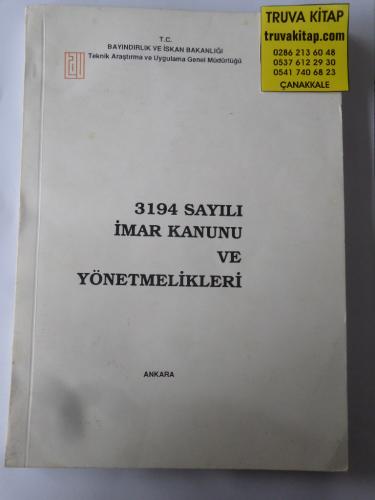 T.C.
BAYINDIRLIK VE İSKAN BAKANLIĞI
Teknik Araştırma ve Uygulama Genel Müdürlüğü
TRUVA KİTAP
truvakitap.com
0286 213 60 48
0537 612 29 30
0541 740 68 23
ÇANAKKALE
3194 SAYILI
İMAR KANUNU
VE
YÖNETMELİKLERİ
ANKARA